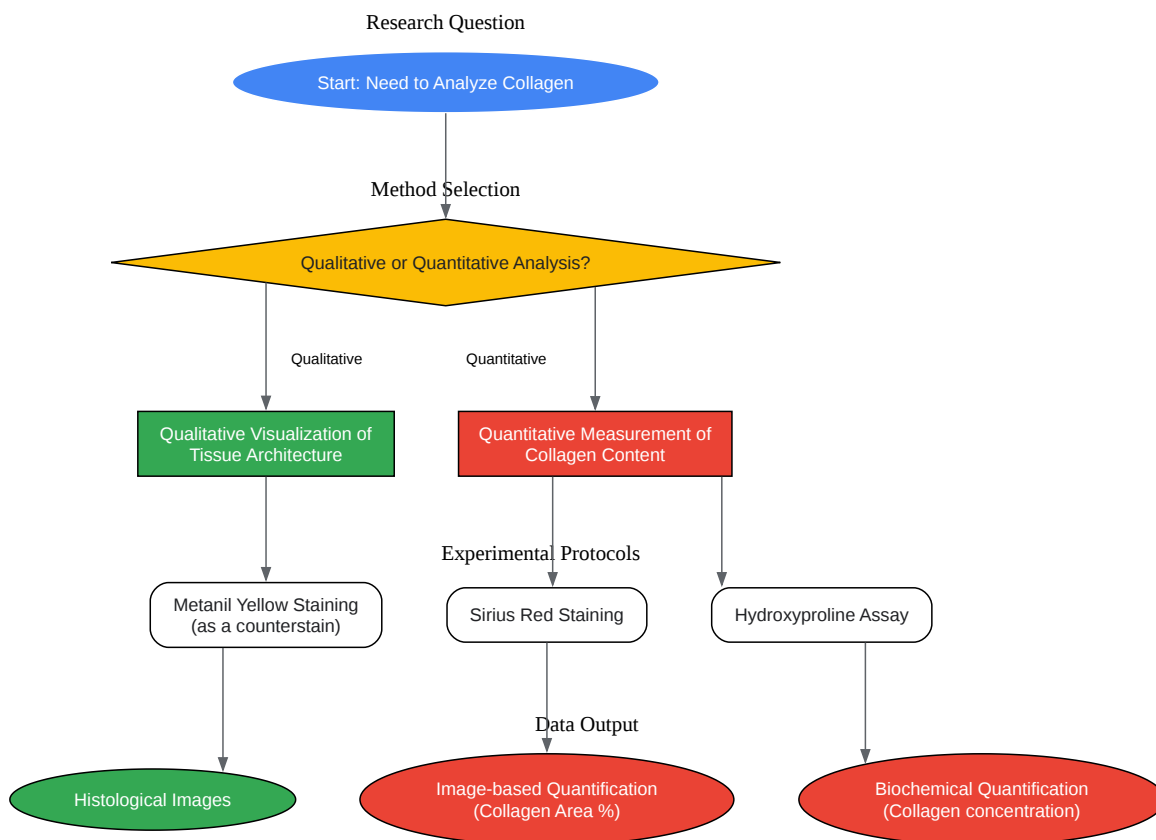 Research Question
Start: Need to Analyze Collagen
Method Selection
Qualitative or Quantitative Analysis?
Qualitative
Quantitative
Qualitative Visualization of
Tissue Architecture
Quantitative Measurement of
Collagen Content
Experimental Protocols
Metanil Yellow Staining
(as a counterstain)
Sirius Red Staining
Hydroxyproline Assay
Data Output
Histological Images
Image-based Quantification
(Collagen Area %)
Biochemical Quantification
(Collagen concentration)